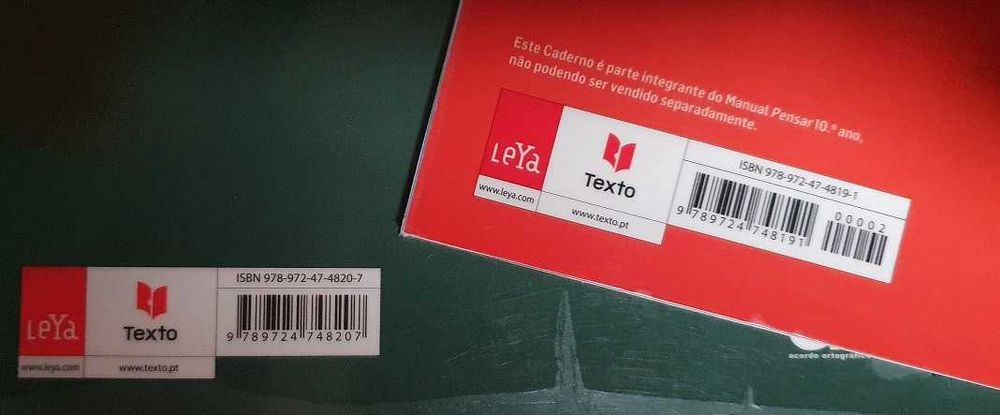 Este Caderno é parte integrante do Manual Pensar 10.º ano,
não podendo ser vendido separadamente.
LeYa
www.leya.com
Texto
www.texto.pt
ISBN 978-972-47-4819-1
00002
9 789724 748191
LeYa
www.leya.com
Texto
www.texto.pt
ISBN 978-972-47-4820-7
9 789724 748207
acordo ortográfico